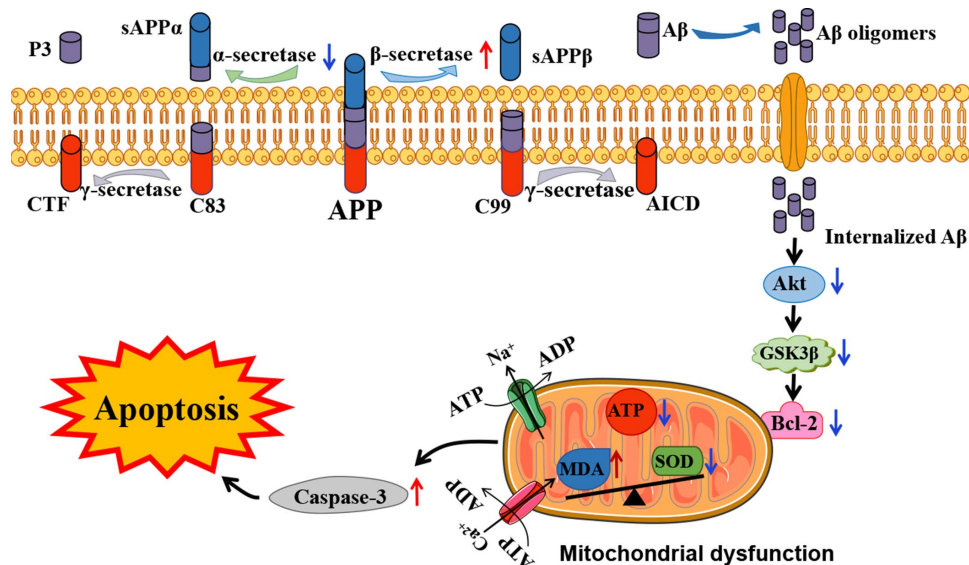 P3
sAPPα
α-secretase
β-secretase
sAPPβ
Aβ
Aβ oligomers
CTF
γ-secretase
C83
APP
C99
γ-secretase
AICD
Internalized Aβ
Akt
GSK3β
Bcl-2
Na⁺
ADP
ATP
ATP
MDA
SOD
Apoptosis
Caspase-3
ADP
Ca²⁺
ATP
Mitochondrial dysfunction